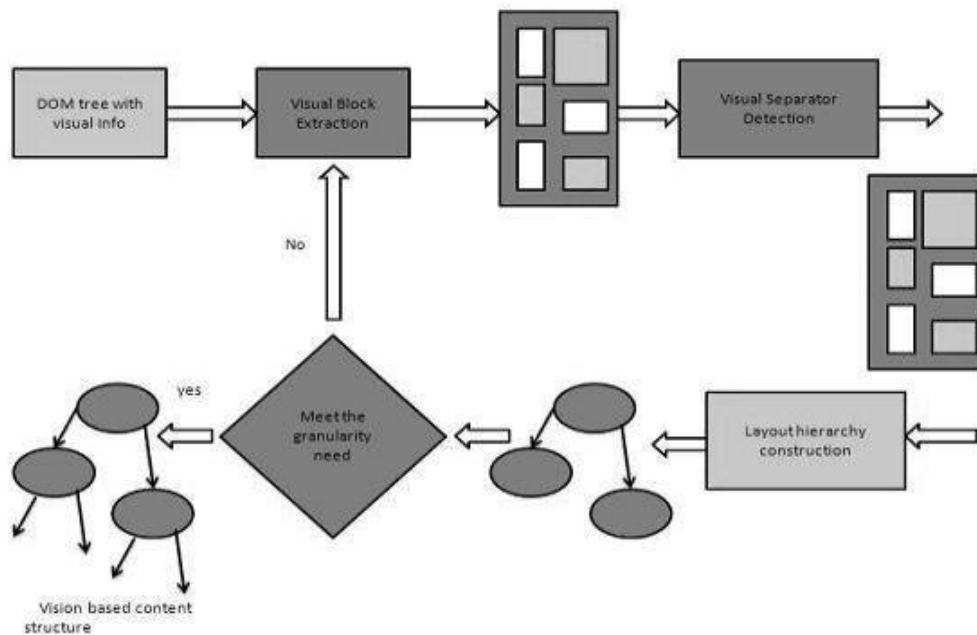 DOM tree with
visual Info
Visual Block
Extraction
Visual Separator
Detection
No
yes
Meet the
granularity
need
Layout hierarchy
construction
Vision based content
structure